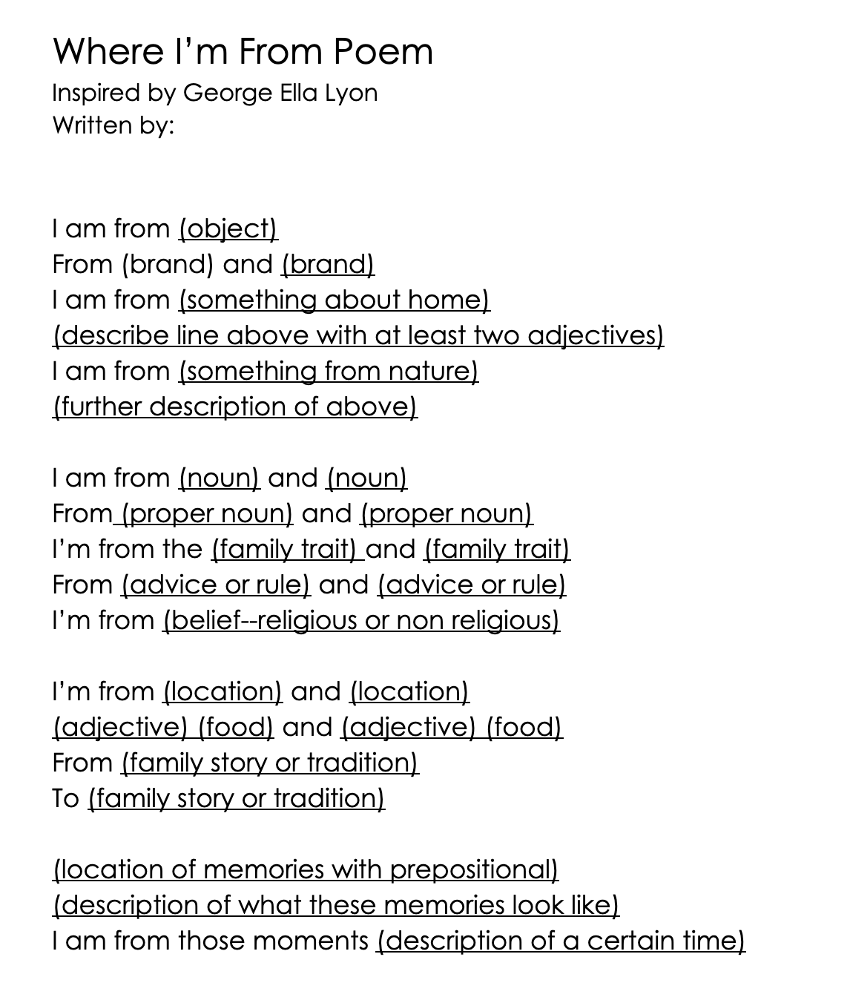 Where I’m From Poem
Inspired by George Ella Lyon
Written by:
I am from (object)
From (brand) and (brand)
I am from (something about home)
(describe line above with at least two adjectives)
I am from (something from nature)
(further description of above)
I am from (noun) and (noun)
From (proper noun) and (proper noun)
I’m from the (family trait) and (family trait)
From (advice or rule) and (advice or rule)
I’m from (belief--religious or non religious)
I’m from (location) and (location)
(adjective) (food) and (adjective) (food)
From (family story or tradition)
To (family story or tradition)
(location of memories with prepositional)
(description of what these memories look like)
I am from those moments (description of a certain time)